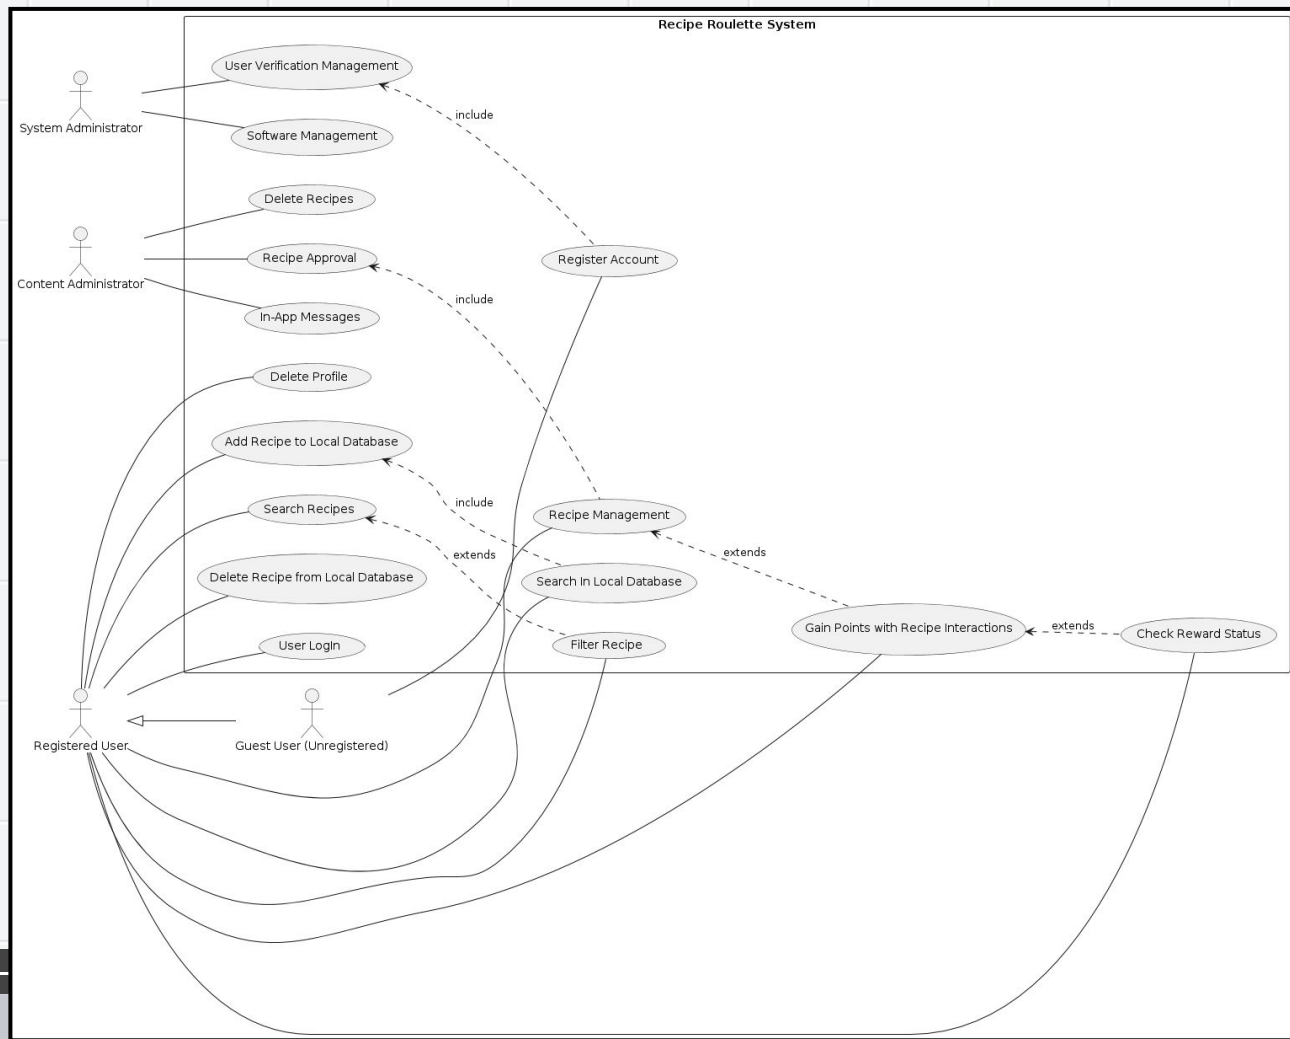 Recipe Roulette System
User Verification Management
System Administrator
include
Software Management
Delete Recipes
Recipe Approval
Register Account
Content Administrator
include
In-App Messages
Delete Profile
Add Recipe to Local Database
include
Search Recipes
Recipe Management
extends
extends
Delete Recipe from Local Database
Search In Local Database
Gain Points with Recipe Interactions
extends
Check Reward Status
User LogIn
Filter Recipe
Registered User
Guest User (Unregistered)